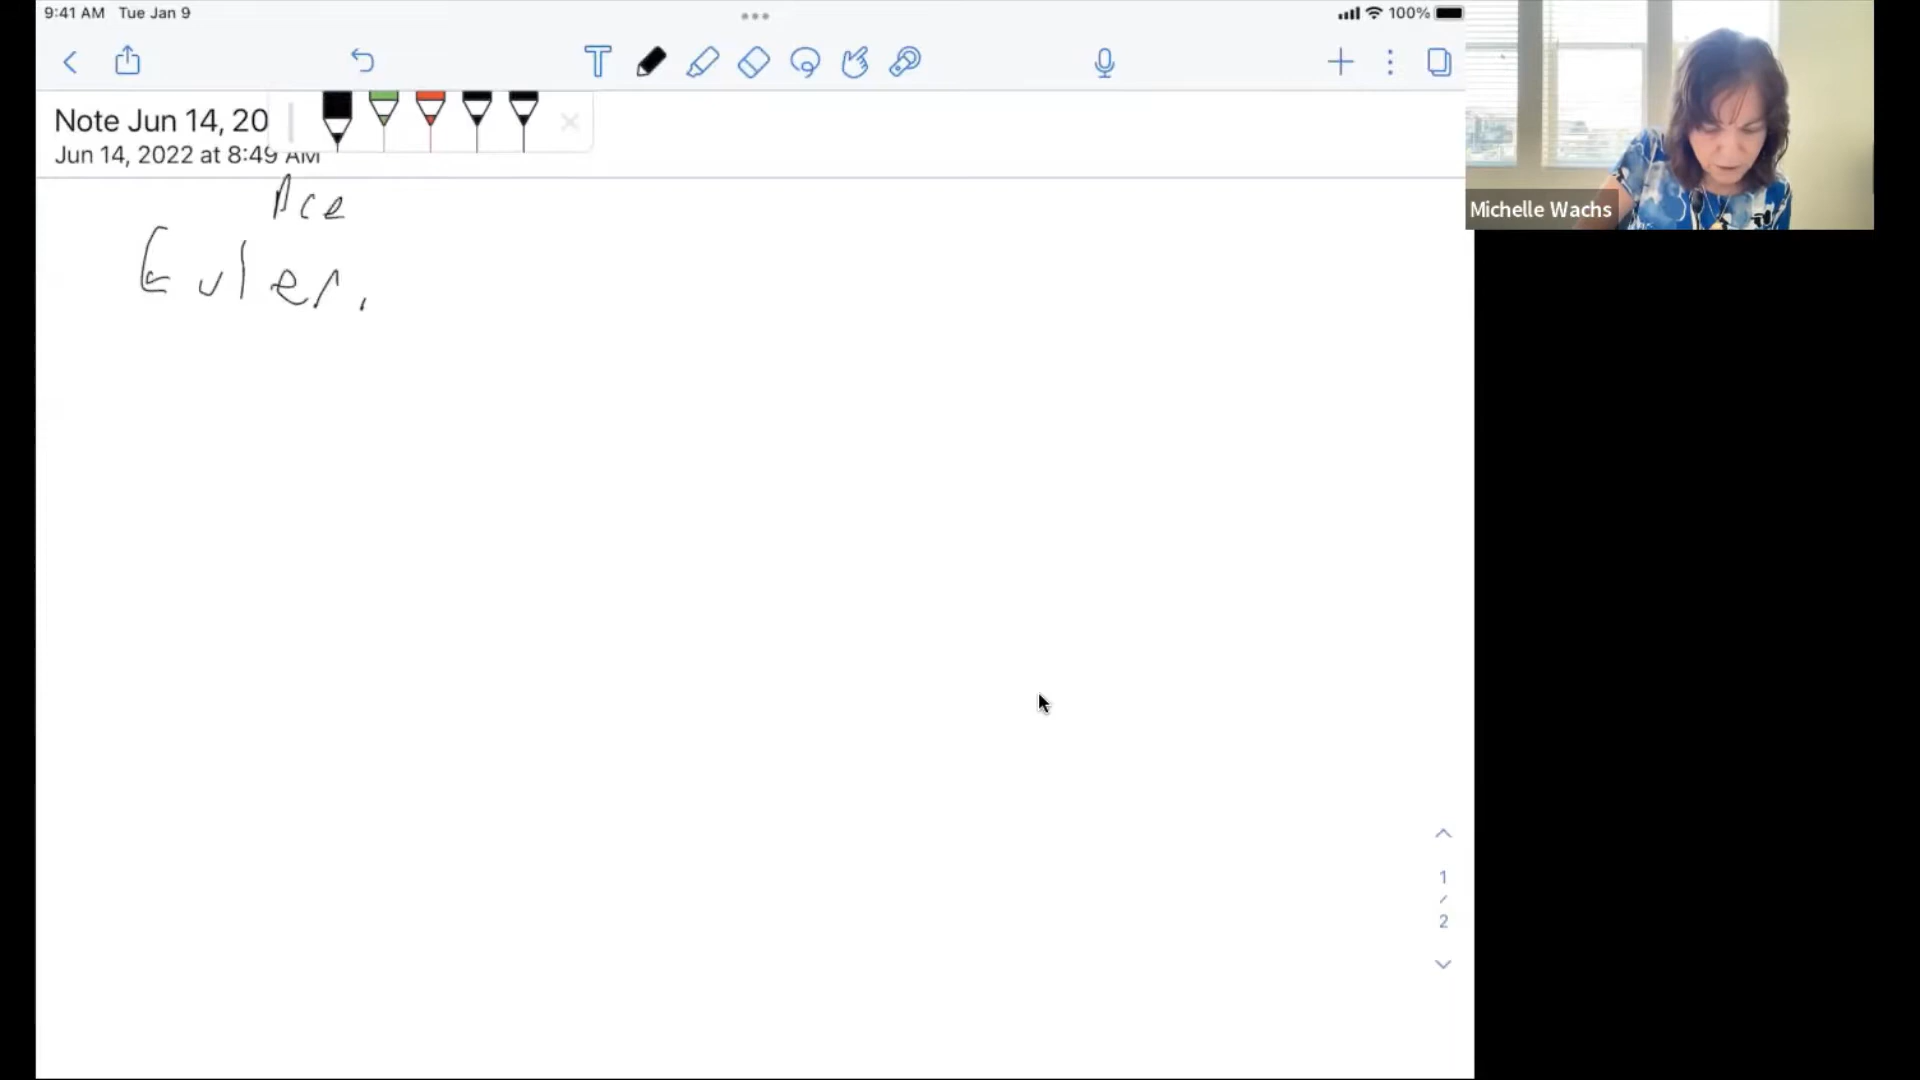 9:41 AM Tue Jan 9
100%
Note Jun 14, 20
Jun 14, 2022 at 8:49 AM
Ace
Euler.
Michelle Wachs
1
/
2